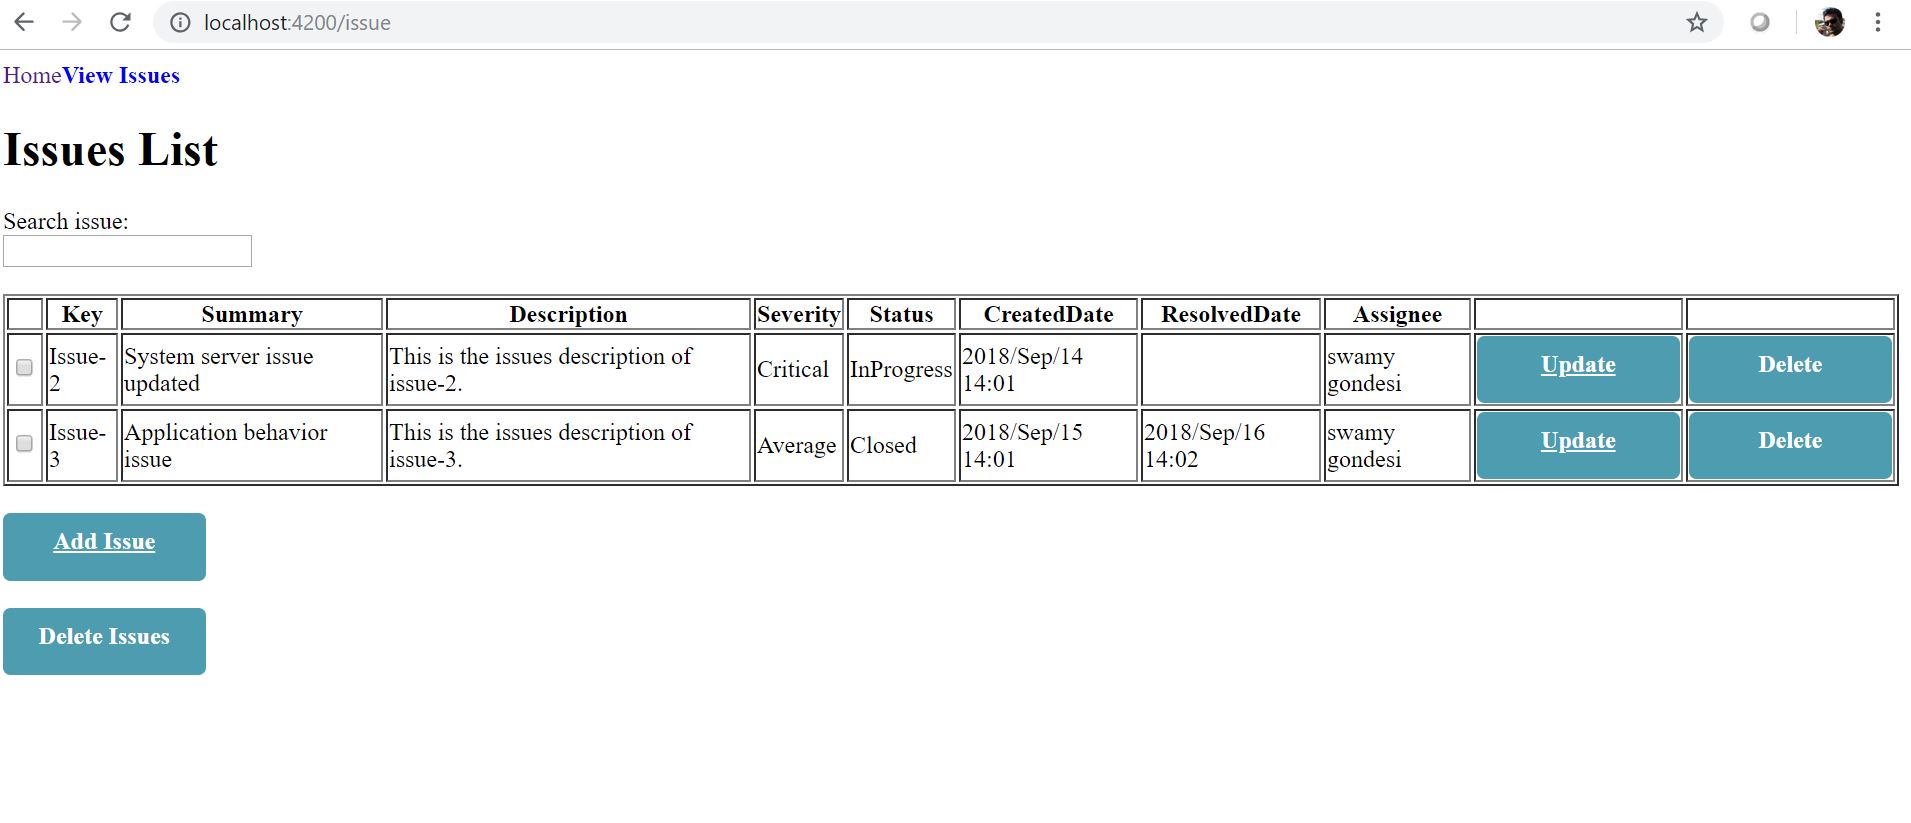 localhost:4200/issue
HomeView Issues
Issues List
Search issue:
Key Summary Description Severity Status CreatedDate ResolvedDate Assignee
Issue-2 System server issue updated This is the issues description of issue-2. Critical InProgress 2018/Sep/14 14:01 swamy gondesi Update Delete
Issue-3 Application behavior issue This is the issues description of issue-3. Average Closed 2018/Sep/15 14:01 2018/Sep/16 14:02 swamy gondesi Update Delete
Add Issue
Delete Issues